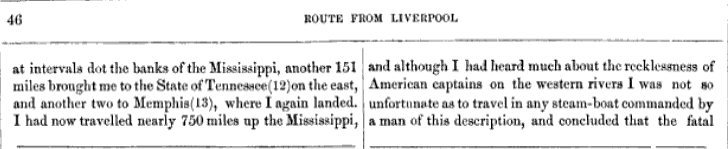 46
ROUTE FROM LIVERPOOL
at intervals dot the banks of the Mississippi, another 151
miles brought me to the State of Tennessee(12)on the east,
and another two to Memphis(13), where I again landed.
I had now travelled nearly 750 miles up the Mississippi,
and although I had heard much about the recklessness of
American captains on the western rivers I was not so
unfortunate as to travel in any steam-boat commanded by
a man of this description, and concluded that the fatal